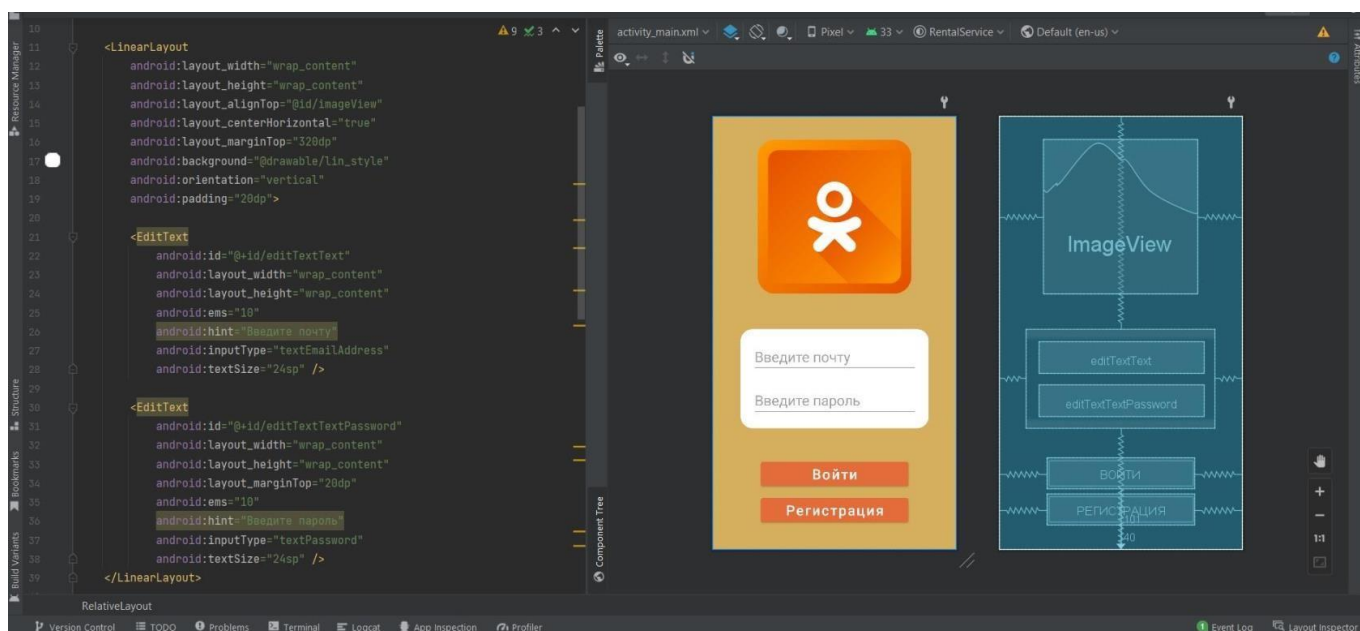 9 3
activity_main.xml
Pixel
33
RentalService
Default (en-us)
Resource Manager
Structure
Bookmarks
Build Variants
Palette
Component Tree
Attributes
10
11 <LinearLayout
12 android:layout_width="wrap_content"
13 android:layout_height="wrap_content"
14 android:layout_alignTop="@id/imageView"
15 android:layout_centerHorizontal="true"
16 android:layout_marginTop="320dp"
17 android:background="@drawable/lin_style"
18 android:orientation="vertical"
19 android:padding="20dp">
20
21 <EditText
22 android:id="@+id/editTextText"
23 android:layout_width="wrap_content"
24 android:layout_height="wrap_content"
25 android:ems="10"
26 android:hint="Введите почту"
27 android:inputType="textEmailAddress"
28 android:textSize="24sp" />
29
30 <EditText
31 android:id="@+id/editTextTextPassword"
32 android:layout_width="wrap_content"
33 android:layout_height="wrap_content"
34 android:layout_marginTop="20dp"
35 android:ems="10"
36 android:hint="Введите пароль"
37 android:inputType="textPassword"
38 android:textSize="24sp" />
39 </LinearLayout>
RelativeLayout
Введите почту
Введите пароль
Войти
Регистрация
ImageView
editTextText
editTextTextPassword
ВОЙТИ
РЕГИСТРАЦИЯ
101
40
1:1
Version Control
TODO
Problems
Terminal
Logcat
App Inspection
Profiler
1 Event Log
Layout Inspector